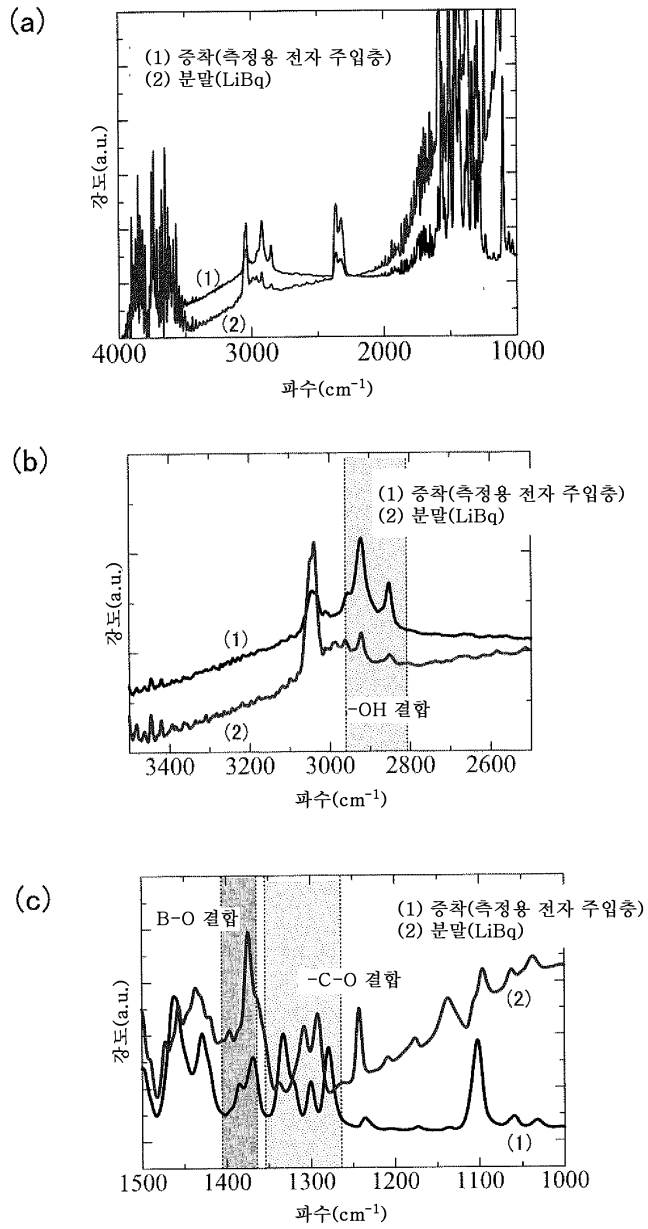 (a)
(1) 증착(측정용 전자 주입층)
(2) 분말(LiBq)
강도(a.u.)
(1)
(2)
4000 3000 2000 1000
파수(cm⁻¹)
(b)
(1) 증착(측정용 전자 주입층)
(2) 분말(LiBq)
강도(a.u.)
(1)
-OH 결합
(2)
3400 3200 3000 2800 2600
파수(cm⁻¹)
(c)
B-O 결합
(1) 증착(측정용 전자 주입층)
(2) 분말(LiBq)
-C-O 결합
강도(a.u.)
(2)
(1)
1500 1400 1300 1200 1100 1000
파수(cm⁻¹)